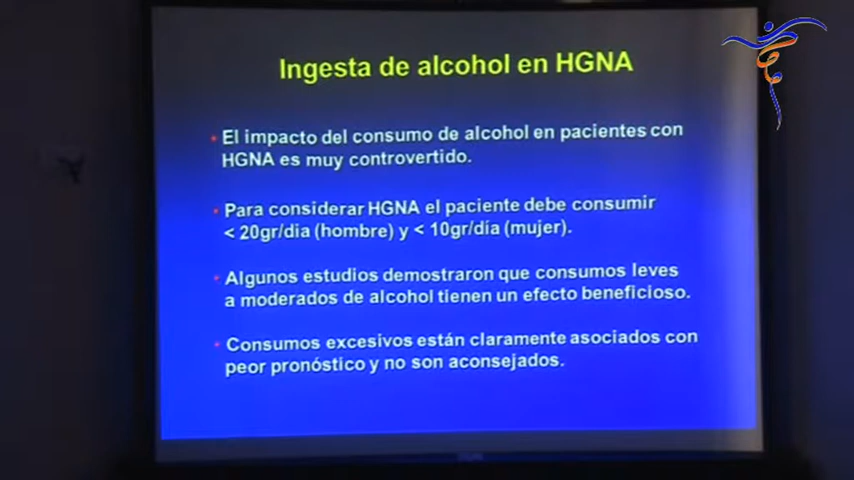 Ingesta de alcohol en HGNA
El impacto del consumo de alcohol en pacientes con
HGNA es muy controvertido.
Para considerar HGNA el paciente debe consumir
< 20gr/dia (hombre) y < 10gr/día (mujer).
Algunos estudios demostraron que consumos leves
a moderados de alcohol tienen un efecto beneficioso.
Consumos excesivos están claramente asociados con
peor pronóstico y no son aconsejados.